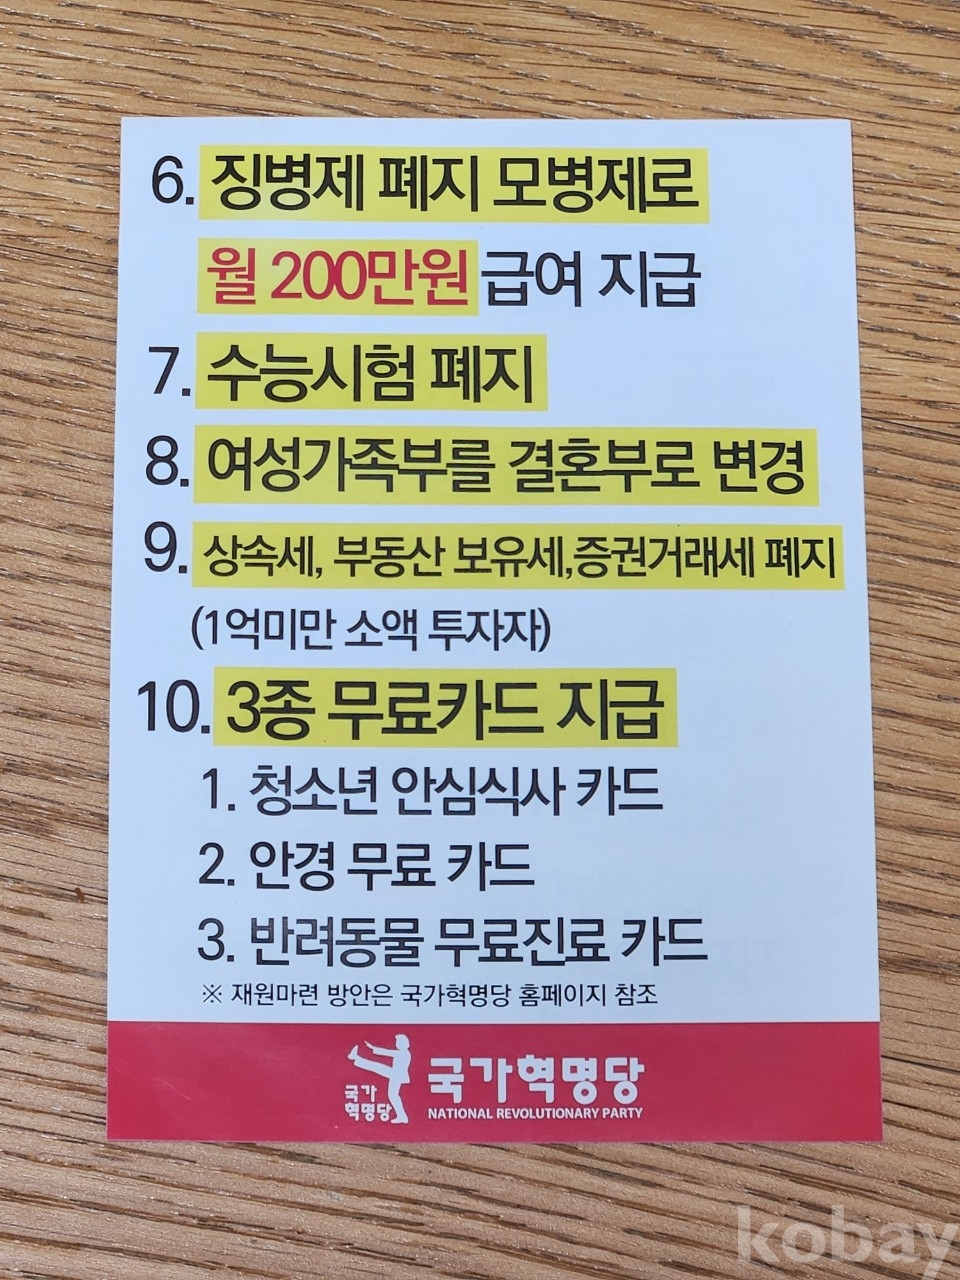 6. 징병제 폐지 모병제로
월 200만원 급여 지급
7. 수능시험 폐지
8. 여성가족부를 결혼부로 변경
9. 상속세, 부동산 보유세,증권거래세 폐지
(1억미만 소액 투자자)
10. 3종 무료카드 지급
1. 청소년 안심식사 카드
2. 안경 무료 카드
3. 반려동물 무료진료 카드
※ 재원마련 방안은 국가혁명당 홈페이지 참조
국가
혁명당
국가혁명당
NATIONAL REVOLUTIONARY PARTY
kobay